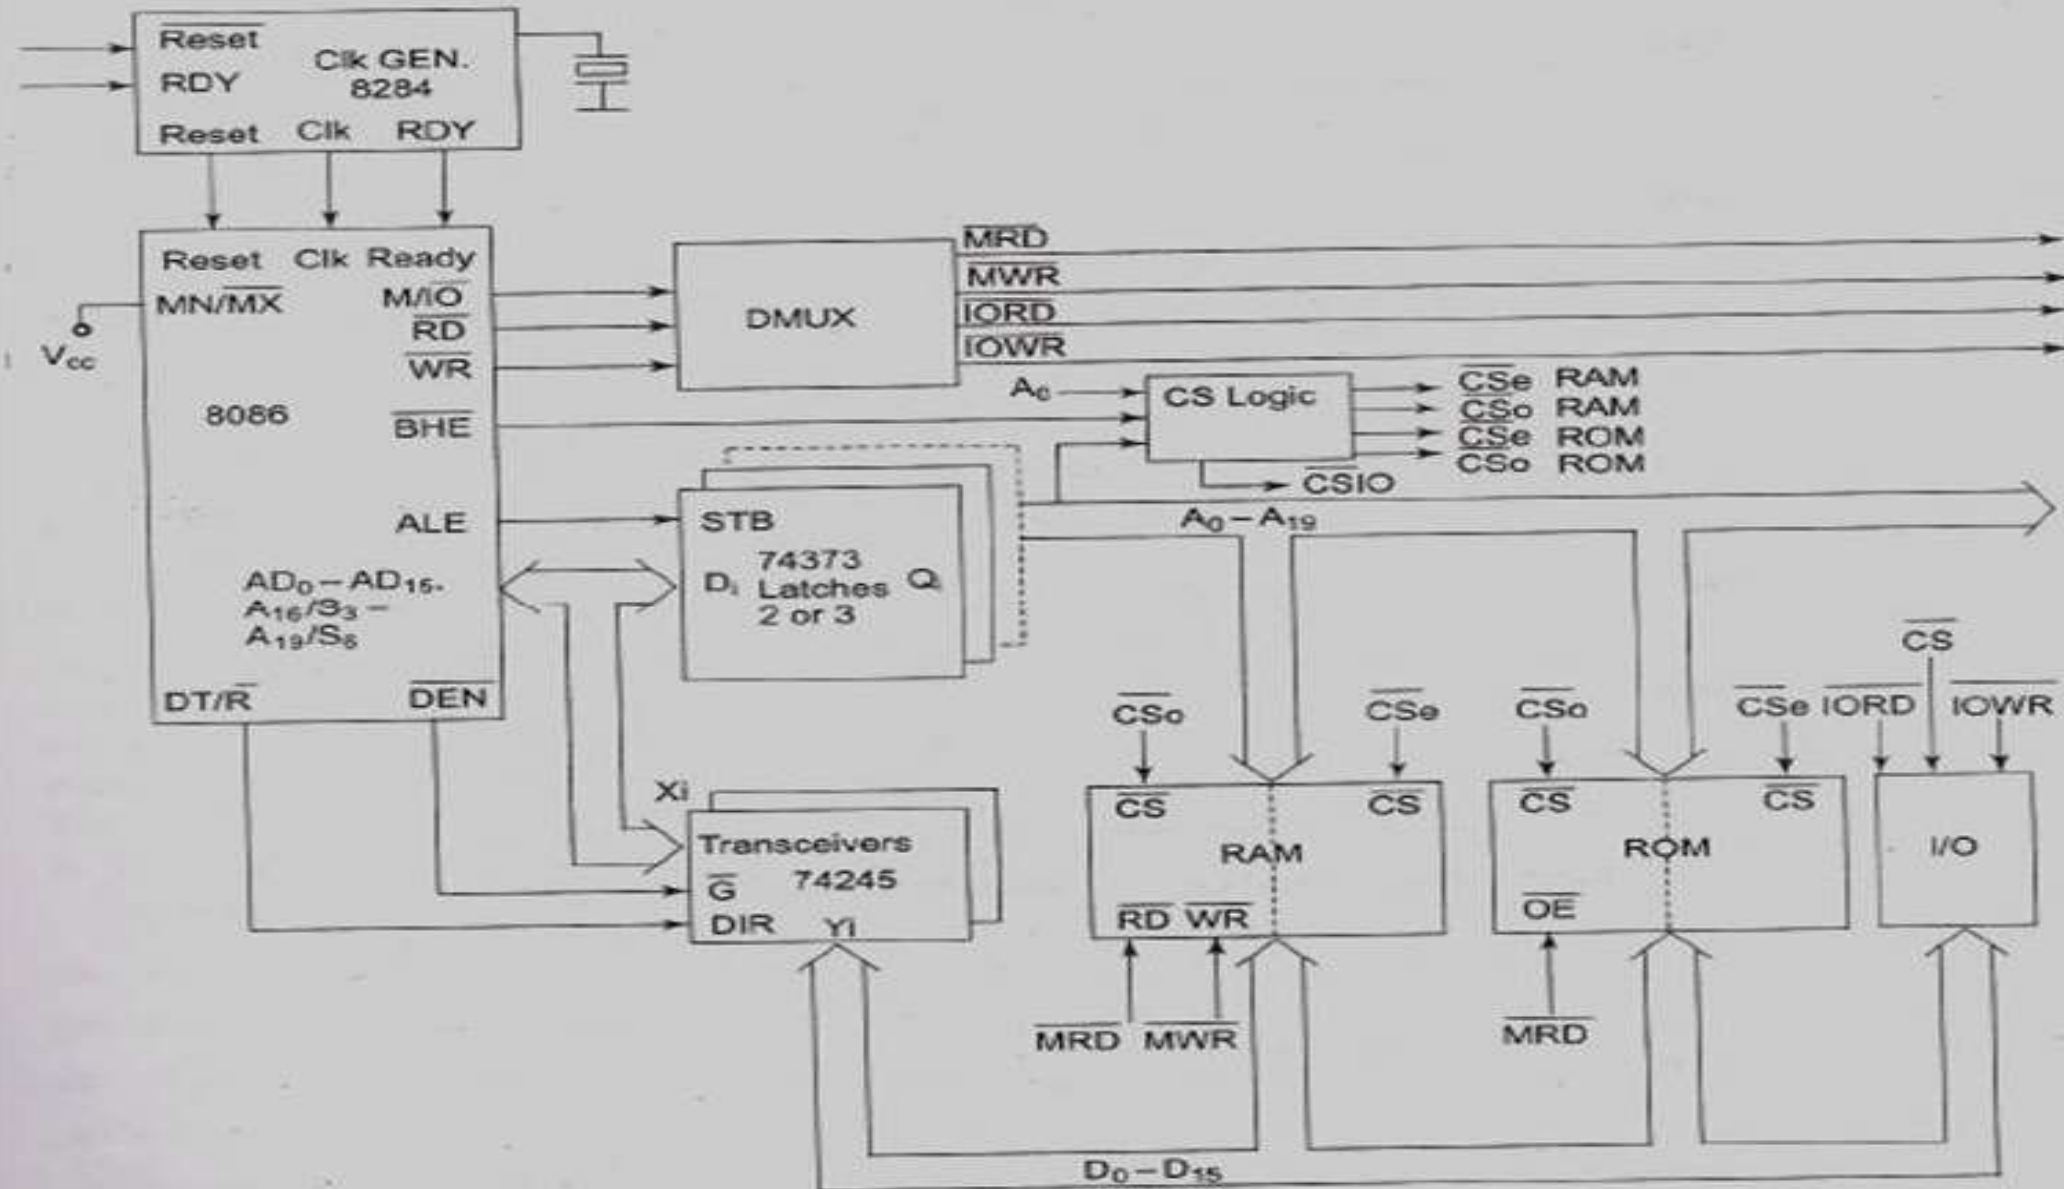 Reset
Clk GEN.
RDY
8284
Reset Clk RDY
Reset Clk Ready
MN/MX
M/IO
RD
WR
Vcc
8086
BHE
ALE
AD0–AD15.
A16/S3–
A19/S6
DT/R
DEN
DMUX
MRD
MWR
IORD
IOWR
A0
CS Logic
CSe RAM
CSo RAM
CSe ROM
CSo ROM
CSIO
A0–A19
STB
74373
Di Latches Qi
2 or 3
Xi
Transceivers
G 74245
DIR Yi
CSo
CSe
CS
CS
RAM
RD WR
MRD MWR
CSo
CSe
CS
CS
ROM
OE
MRD
IORD
CS
IOWR
I/O
D0–D15